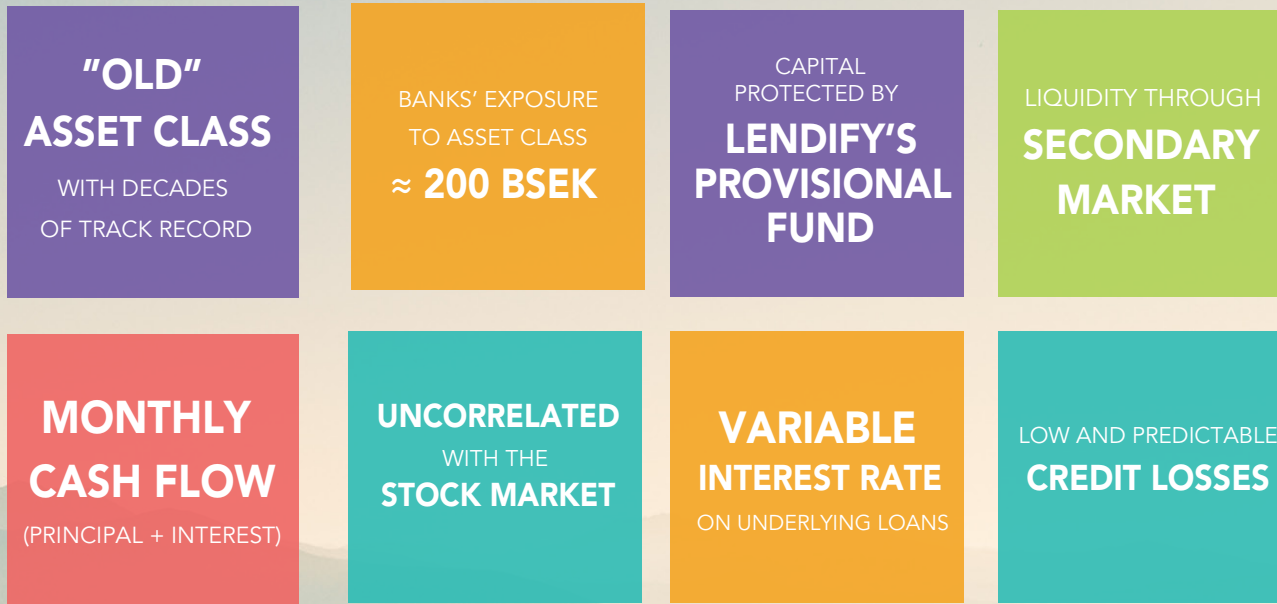 ”OLD”
ASSET CLASS
WITH DECADES
OF TRACK RECORD
BANKS’ EXPOSURE
TO ASSET CLASS
≈ 200 BSEK
CAPITAL
PROTECTED BY
LENDIFY’S
PROVISIONAL
FUND
LIQUIDITY THROUGH
SECONDARY
MARKET
MONTHLY
CASH FLOW
(PRINCIPAL + INTEREST)
UNCORRELATED
WITH THE
STOCK MARKET
VARIABLE
INTEREST RATE
ON UNDERLYING LOANS
LOW AND PREDICTABLE
CREDIT LOSSES